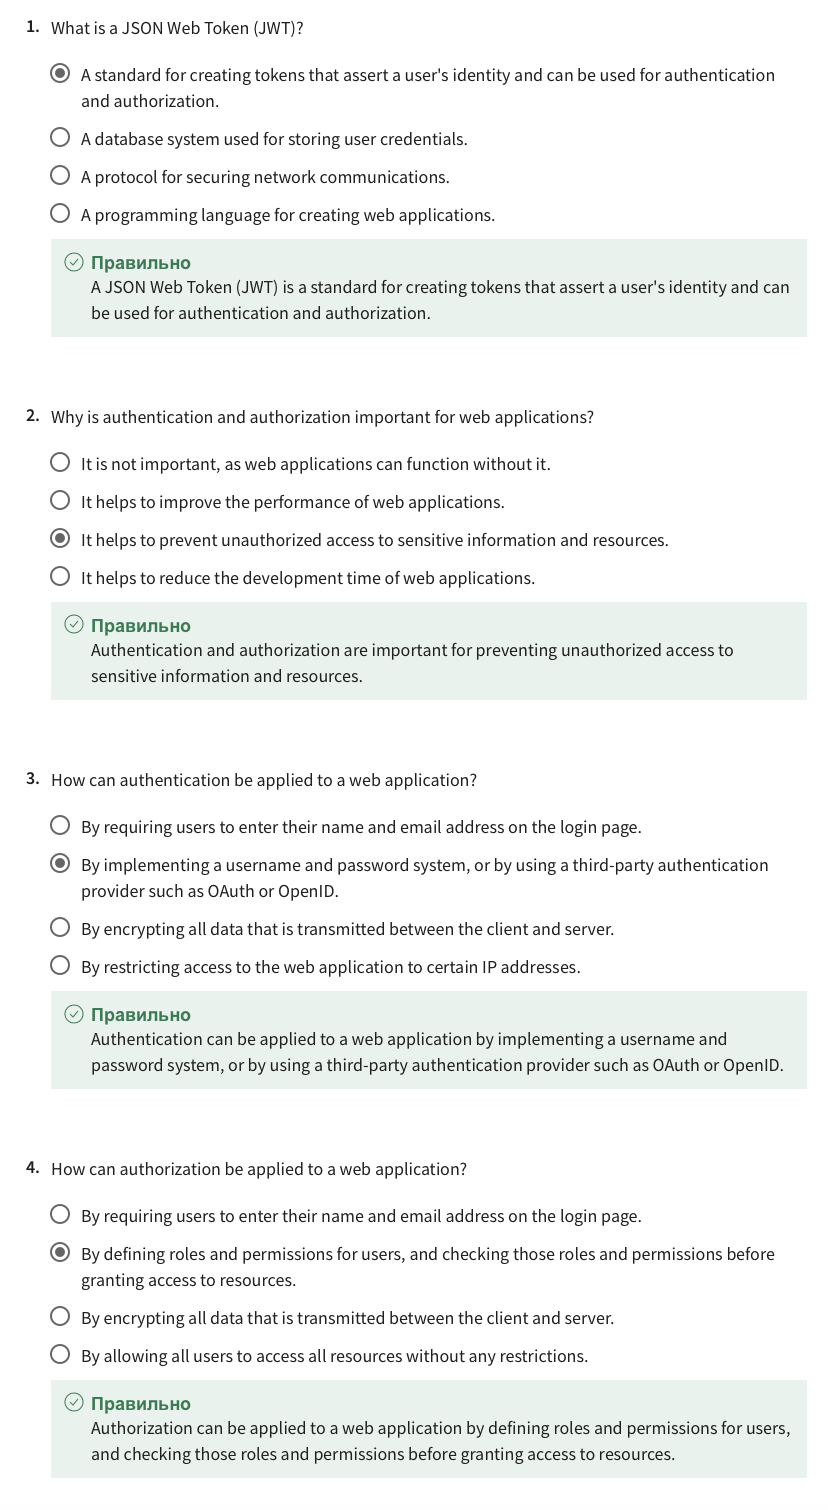 1. What is a JSON Web Token (JWT)?
A standard for creating tokens that assert a user's identity and can be used for authentication
and authorization.
A database system used for storing user credentials.
A protocol for securing network communications.
A programming language for creating web applications.
Правильно
A JSON Web Token (JWT) is a standard for creating tokens that assert a user's identity and can
be used for authentication and authorization.
2. Why is authentication and authorization important for web applications?
It is not important, as web applications can function without it.
It helps to improve the performance of web applications.
It helps to prevent unauthorized access to sensitive information and resources.
It helps to reduce the development time of web applications.
Правильно
Authentication and authorization are important for preventing unauthorized access to
sensitive information and resources.
3. How can authentication be applied to a web application?
By requiring users to enter their name and email address on the login page.
By implementing a username and password system, or by using a third-party authentication
provider such as OAuth or OpenID.
By encrypting all data that is transmitted between the client and server.
By restricting access to the web application to certain IP addresses.
Правильно
Authentication can be applied to a web application by implementing a username and
password system, or by using a third-party authentication provider such as OAuth or OpenID.
4. How can authorization be applied to a web application?
By requiring users to enter their name and email address on the login page.
By defining roles and permissions for users, and checking those roles and permissions before
granting access to resources.
By encrypting all data that is transmitted between the client and server.
By allowing all users to access all resources without any restrictions.
Правильно
Authorization can be applied to a web application by defining roles and permissions for users,
and checking those roles and permissions before granting access to resources.